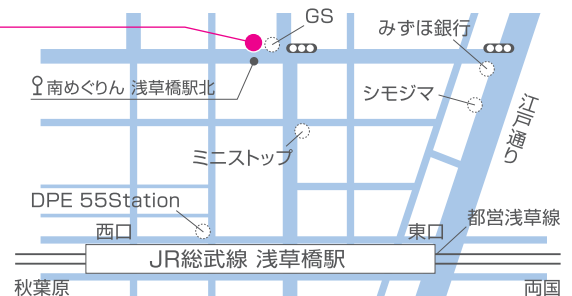 GS
みずほ銀行
南めぐりん 浅草橋駅北
シモジマ
江戸通り
ミニストップ
DPE 55Station
西口
東口
都営浅草線
JR総武線 浅草橋駅
秋葉原
両国